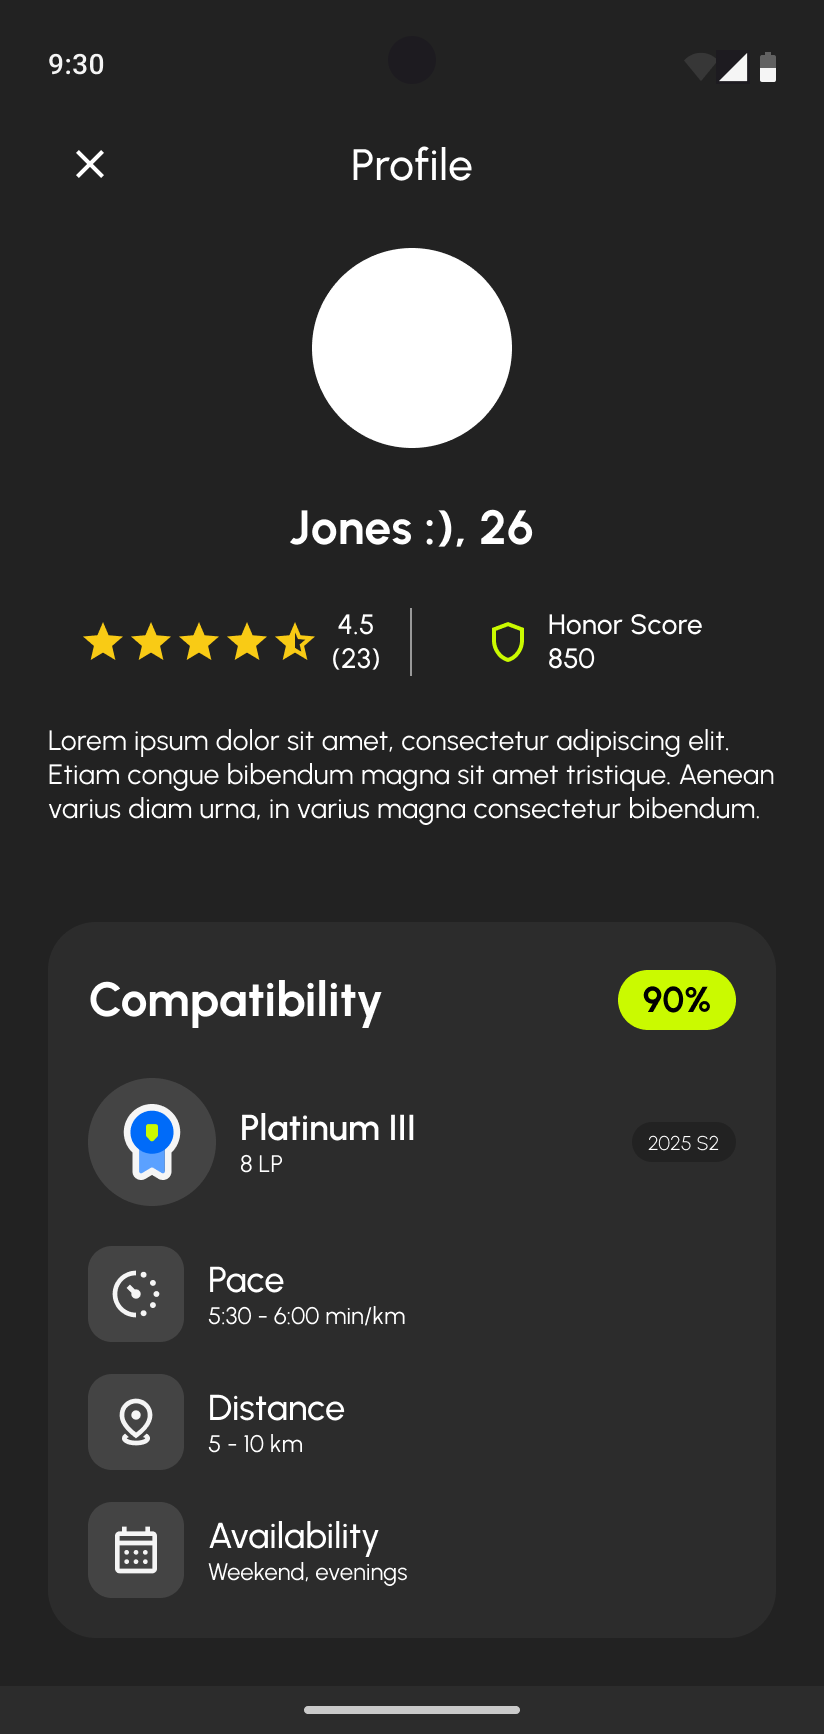 9:30
Profile
Jones :), 26
4.5
(23)
Honor Score
850
Lorem ipsum dolor sit amet, consectetur adipiscing elit.
Etiam congue bibendum magna sit amet tristique. Aenean
varius diam urna, in varius magna consectetur bibendum.
Compatibility
90%
Platinum III
8 LP
2025 S2
Pace
5:30 - 6:00 min/km
Distance
5 - 10 km
Availability
Weekend, evenings